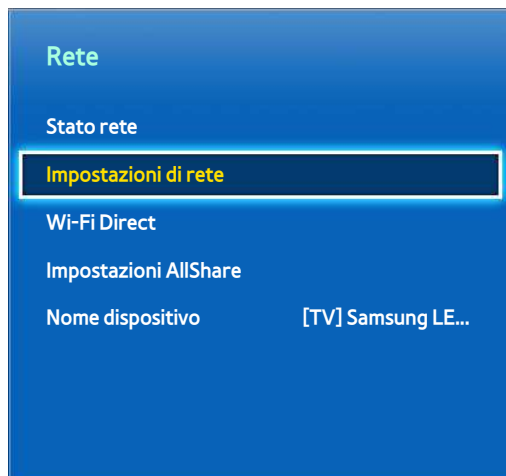 Rete
Stato rete
Impostazioni di rete
Wi-Fi Direct
Impostazioni AllShare
Nome dispositivo [TV] Samsung LE...